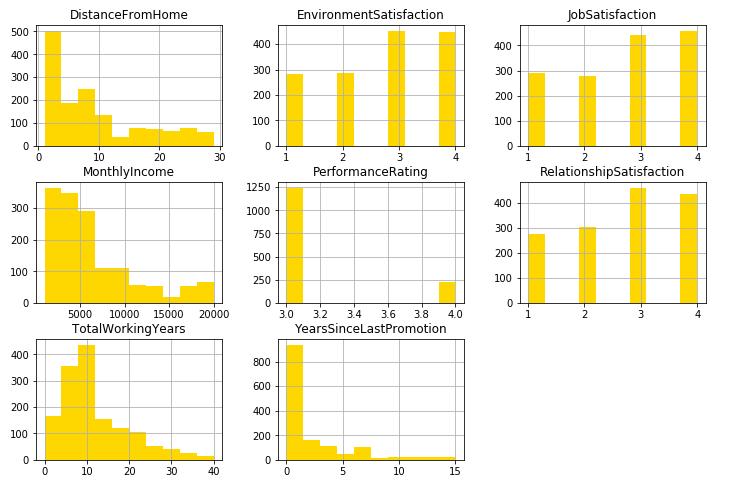 DistanceFromHome
EnvironmentSatisfaction
JobSatisfaction
500
400
300
200
100
0
0 10 20 30
400
300
200
100
0
1 2 3 4
400
300
200
100
0
1 2 3 4
MonthlyIncome
PerformanceRating
RelationshipSatisfaction
300
200
100
0
5000 10000 15000 20000
1250
1000
750
500
250
0
3.0 3.2 3.4 3.6 3.8 4.0
400
300
200
100
0
1 2 3 4
TotalWorkingYears
YearsSinceLastPromotion
400
300
200
100
0
0 10 20 30 40
800
600
400
200
0
0 5 10 15